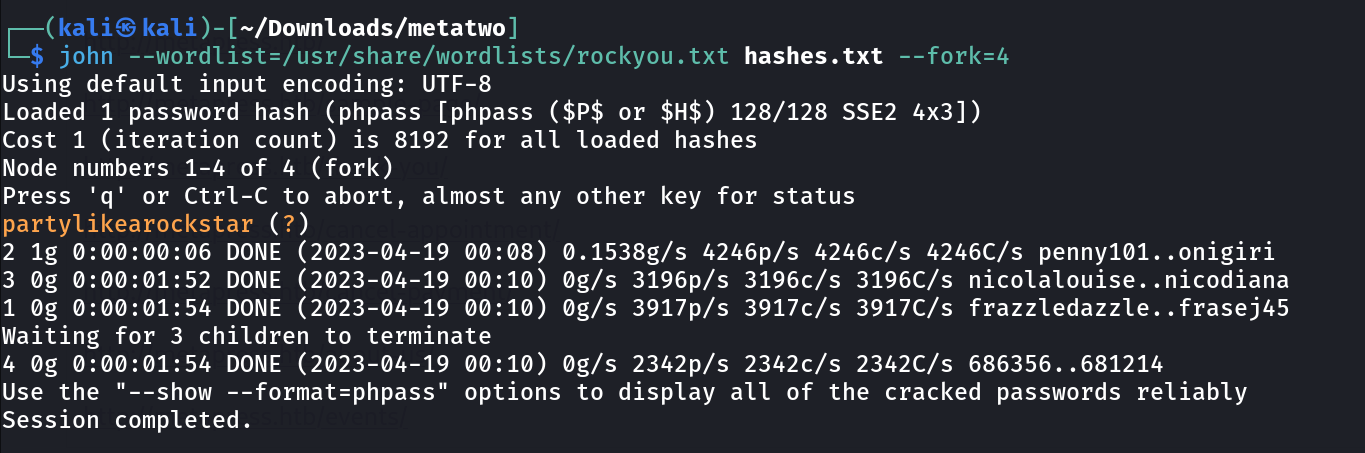 ┌──(kali㉿kali)-[~/Downloads/metatwo]
└─$ john --wordlist=/usr/share/wordlists/rockyou.txt hashes.txt --fork=4
Using default input encoding: UTF-8
Loaded 1 password hash (phpass [phpass ($P$ or $H$) 128/128 SSE2 4x3])
Cost 1 (iteration count) is 8192 for all loaded hashes
Node numbers 1-4 of 4 (fork)
Press 'q' or Ctrl-C to abort, almost any other key for status
partylikearockstar (?)
2 1g 0:00:00:06 DONE (2023-04-19 00:08) 0.1538g/s 4246p/s 4246c/s 4246C/s penny101..onigiri
3 0g 0:00:01:52 DONE (2023-04-19 00:10) 0g/s 3196p/s 3196c/s 3196C/s nicolalouise..nicodiana
1 0g 0:00:01:54 DONE (2023-04-19 00:10) 0g/s 3917p/s 3917c/s 3917C/s frazzledazzle..frasej45
Waiting for 3 children to terminate
4 0g 0:00:01:54 DONE (2023-04-19 00:10) 0g/s 2342p/s 2342c/s 2342C/s 686356..681214
Use the "--show --format=phpass" options to display all of the cracked passwords reliably
Session completed.